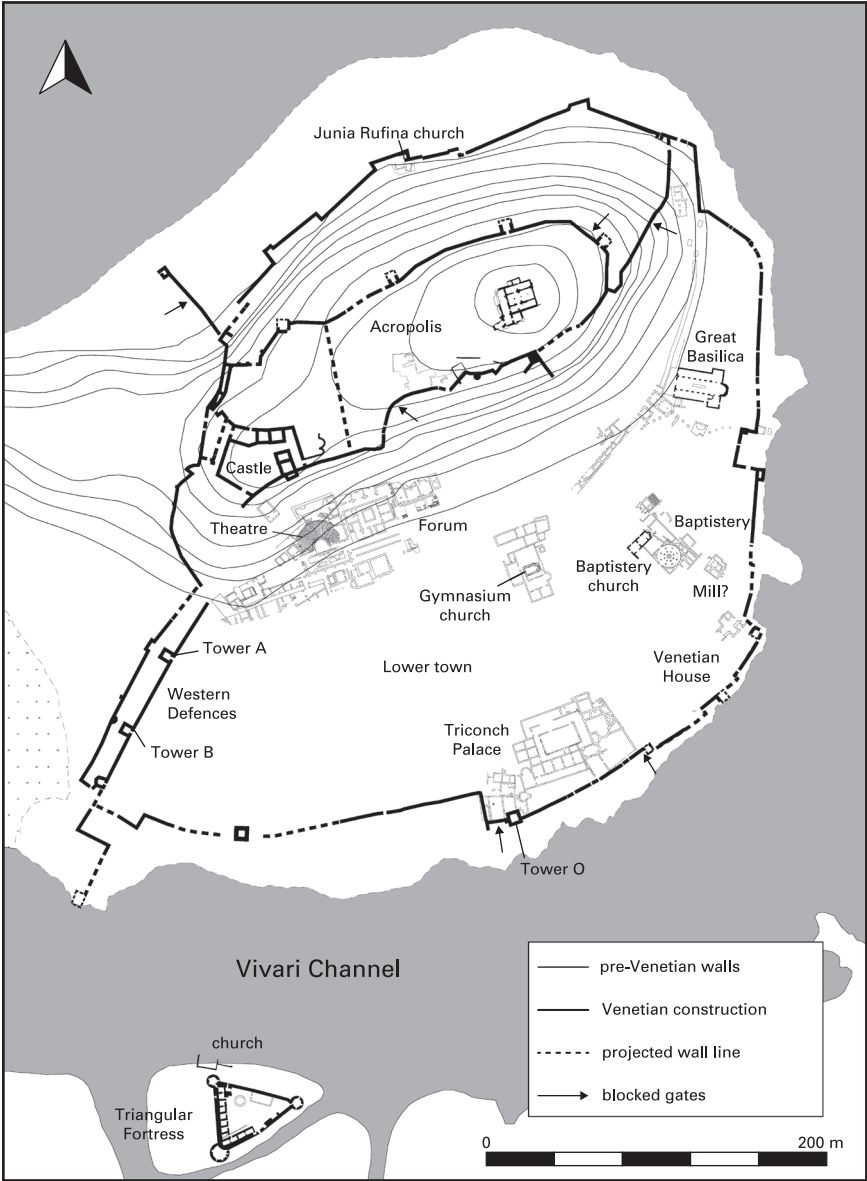 Junia Rufina church
Acropolis
Great
Basilica
Castle
Theatre
Forum
Baptistery
Gymnasium
church
Baptistery
church
Mill?
Tower A
Lower town
Venetian
House
Western
Defences
Triconch
Palace
Tower B
Tower O
Vivari Channel
pre-Venetian walls
Venetian construction
projected wall line
blocked gates
church
Triangular
Fortress
0
200 m